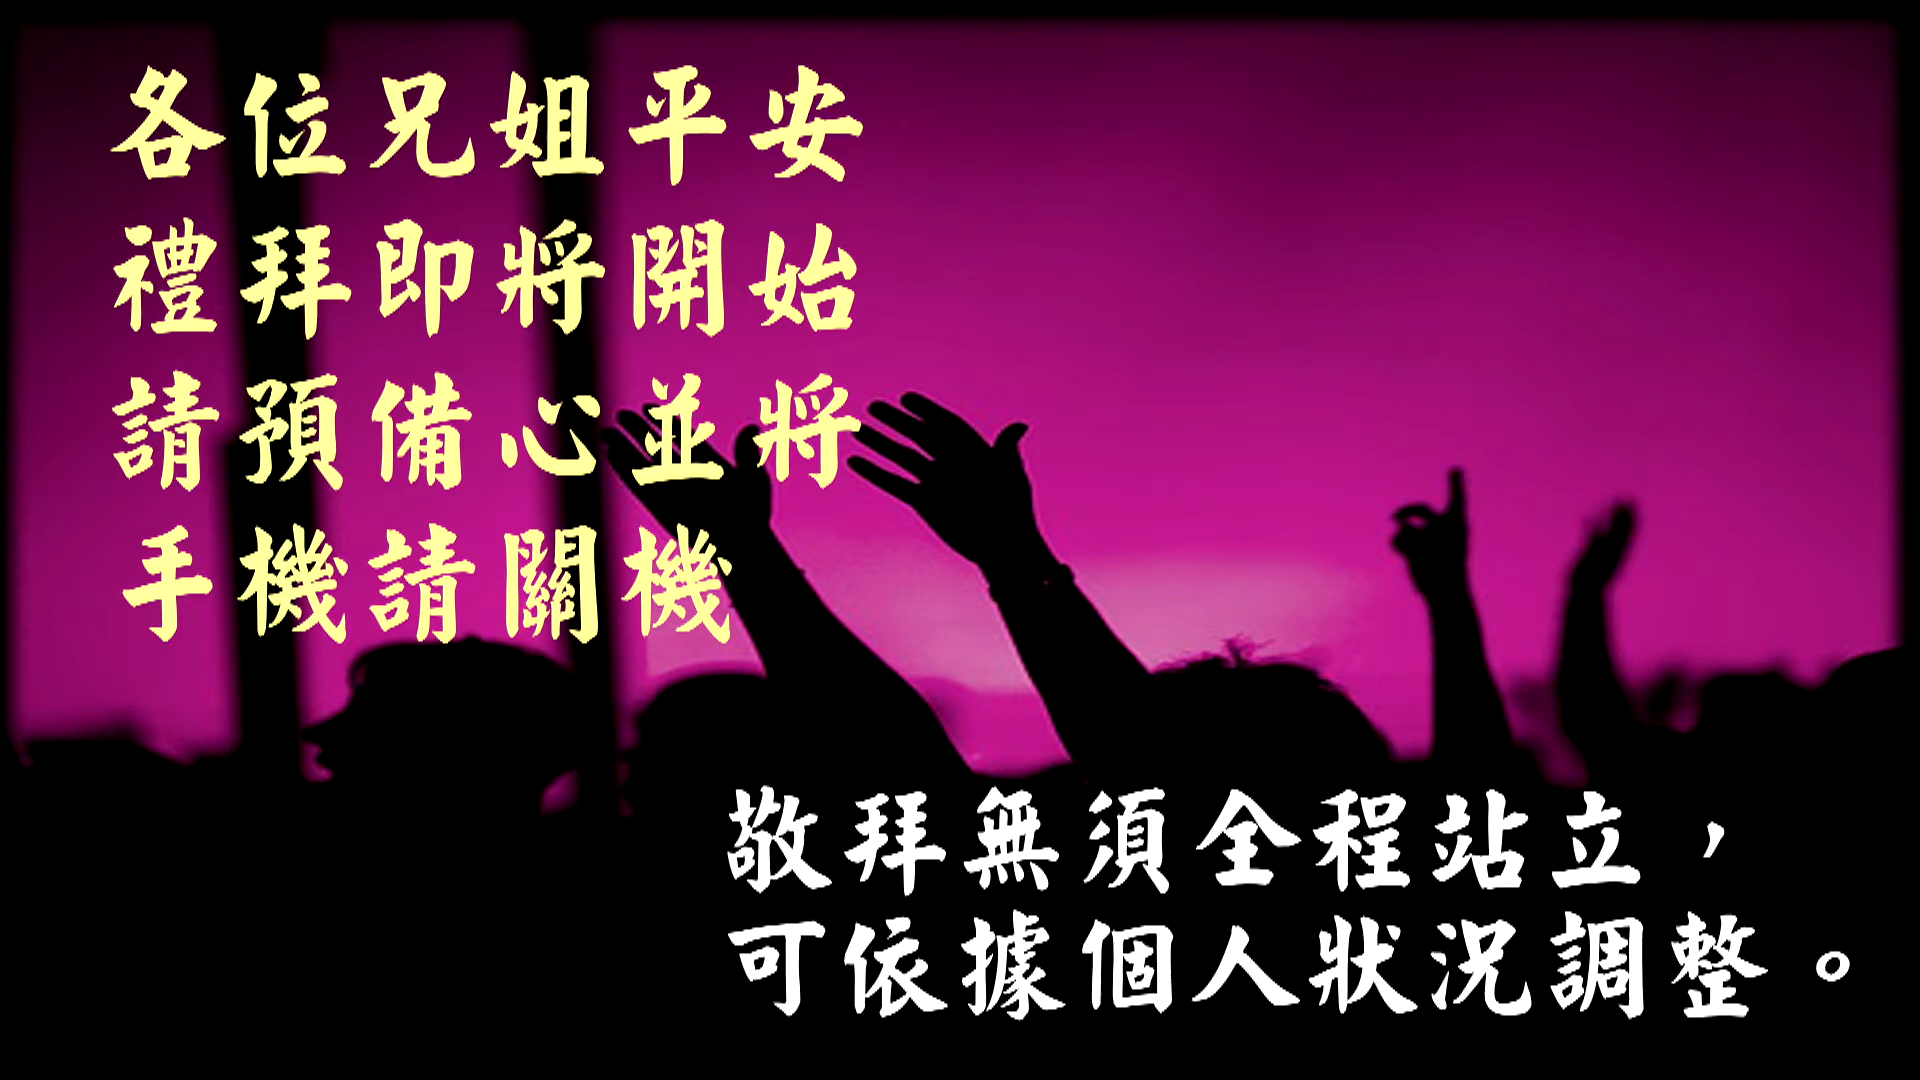 各位兄姐平安
禮拜即將開始
請預備心並將
手機請關機
敬拜無須全程站立，
可依據個人狀況調整。